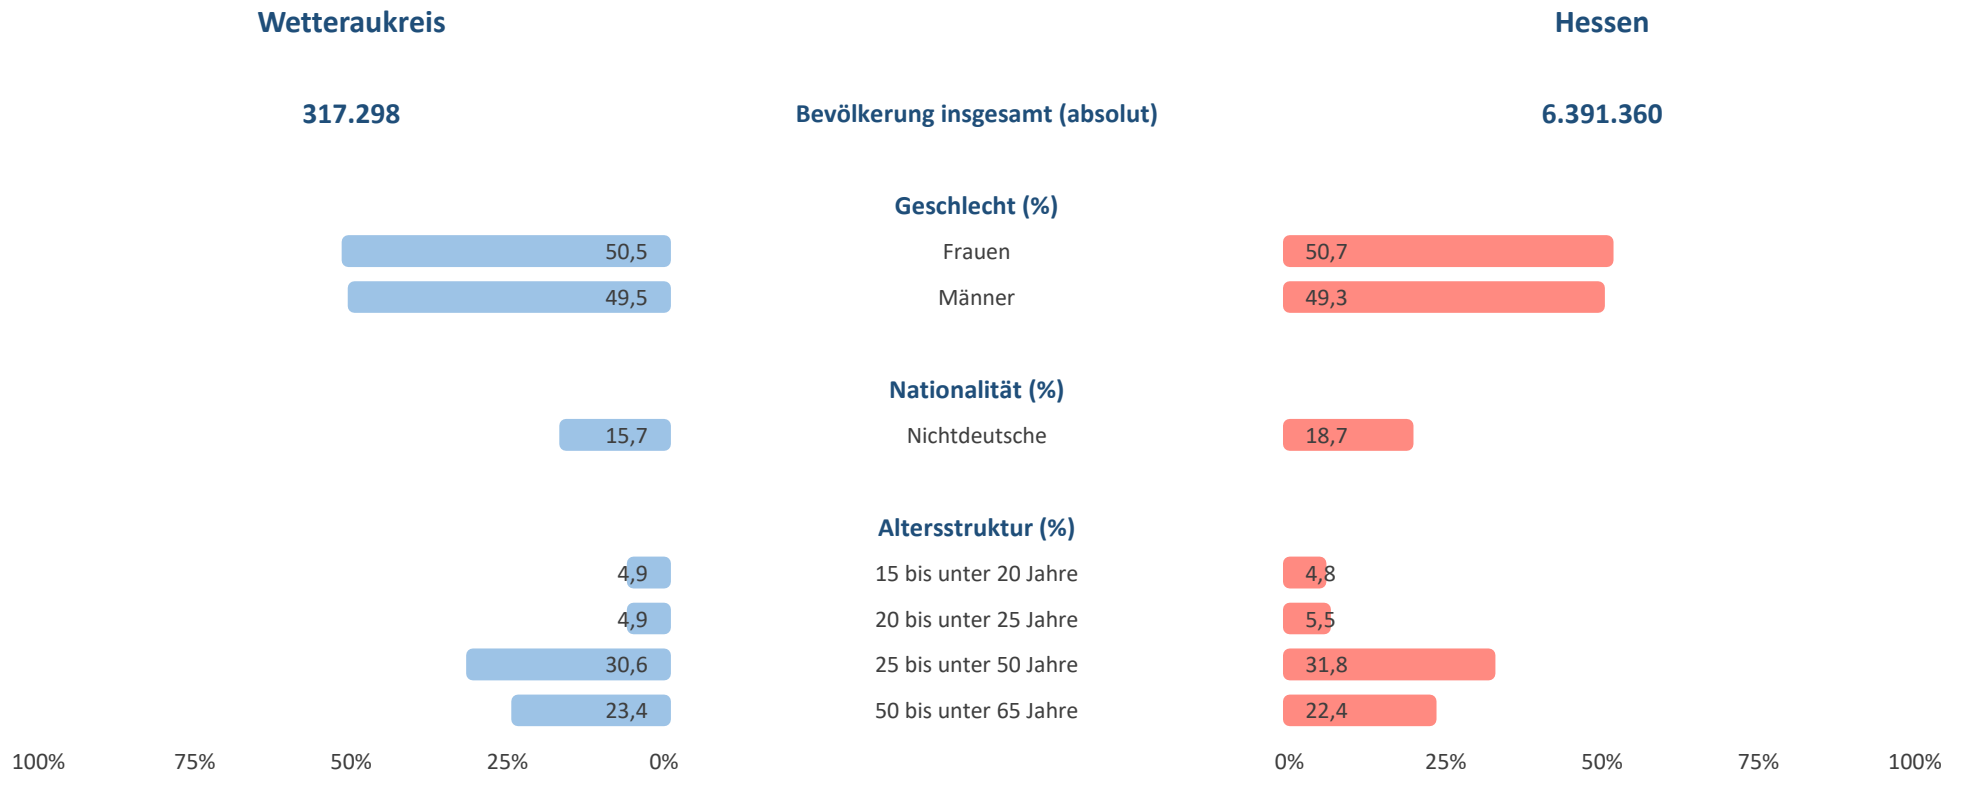 Wetteraukreis Hessen
317.298 Bevölkerung insgesamt (absolut) 6.391.360
Geschlecht (%)
50,5 Frauen 50,7
49,5 Männer 49,3
Nationalität (%)
15,7 Nichtdeutsche 18,7
Altersstruktur (%)
4,9 15 bis unter 20 Jahre 4,8
4,9 20 bis unter 25 Jahre 5,5
30,6 25 bis unter 50 Jahre 31,8
23,4 50 bis unter 65 Jahre 22,4
100% 75% 50% 25% 0% 0% 25% 50% 75% 100%